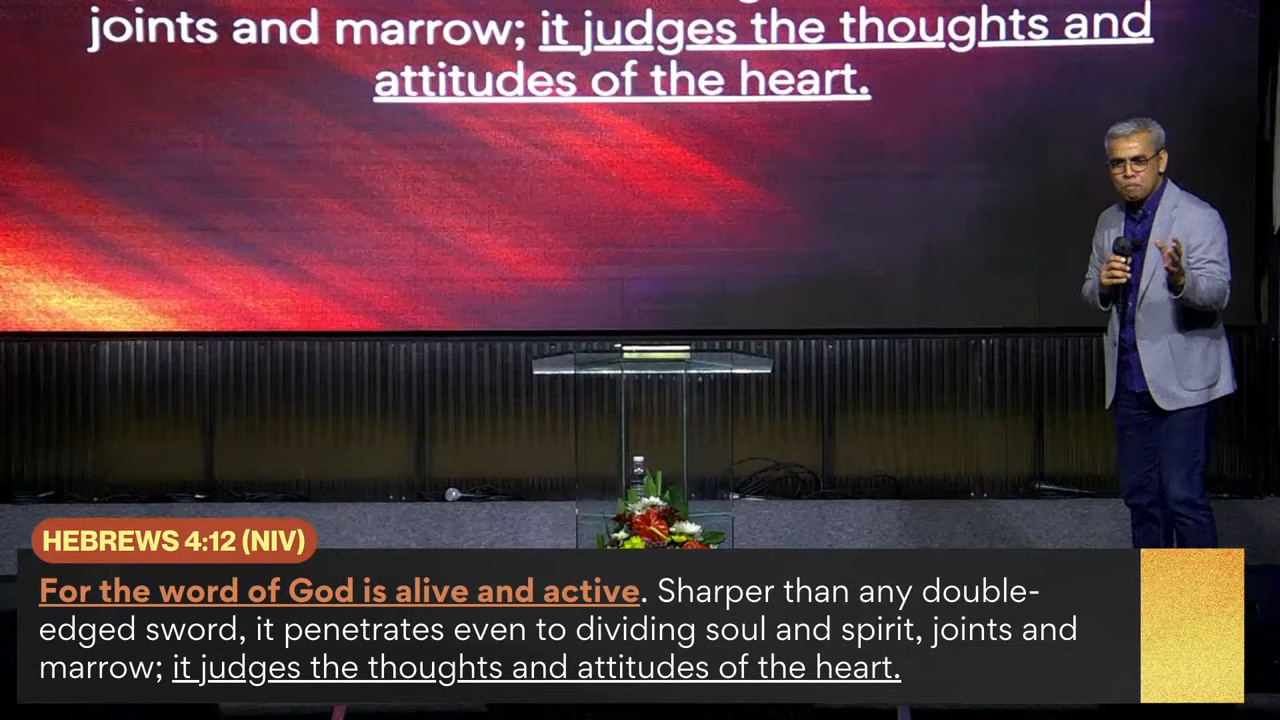 joints and marrow; it judges the thoughts and
attitudes of the heart.
HEBREWS 4:12 (NIV)
For the word of God is alive and active. Sharper than any double-
edged sword, it penetrates even to dividing soul and spirit, joints and
marrow; it judges the thoughts and attitudes of the heart.